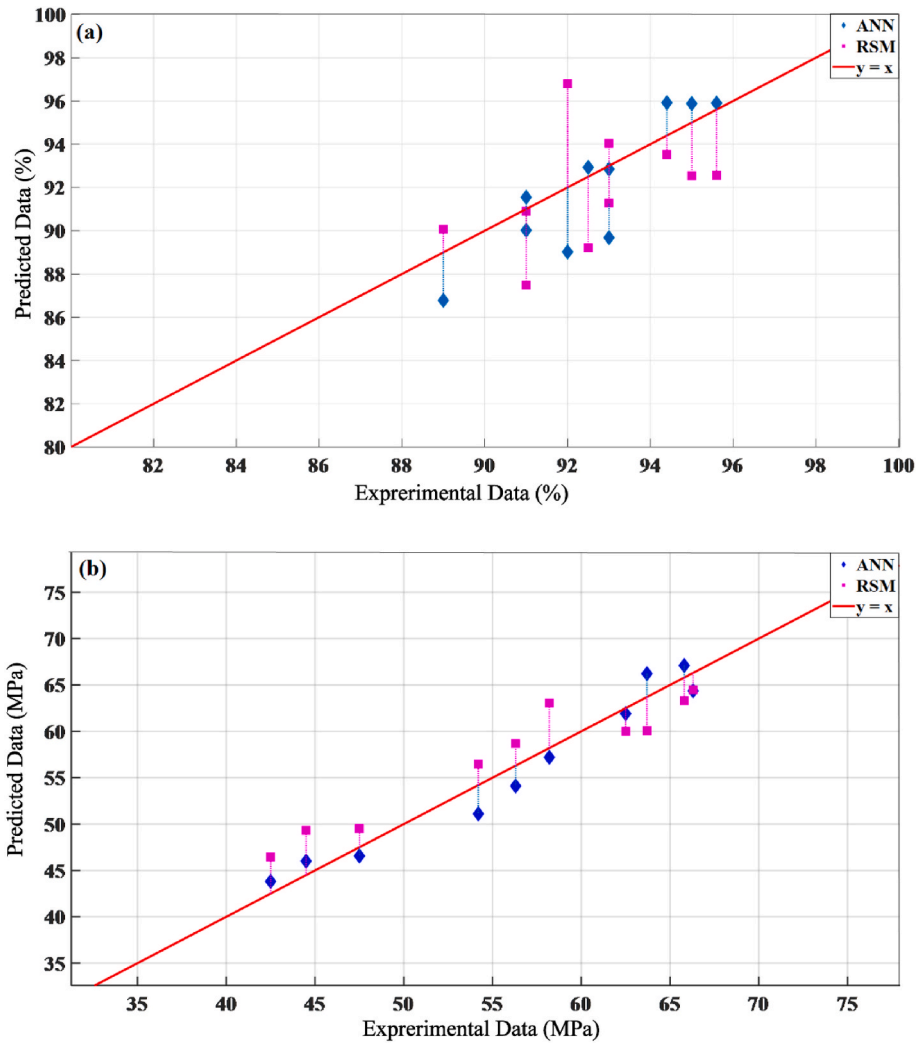 (a)
ANN
RSM
y = x
100
98
96
94
92
90
88
86
84
82
80
Predicted Data (%)
82 84 86 88 90 92 94 96 98 100
Exprerimental Data (%)
(b)
ANN
RSM
y = x
75
70
65
60
55
50
45
40
35
Predicted Data (MPa)
35 40 45 50 55 60 65 70 75
Exprerimental Data (MPa)